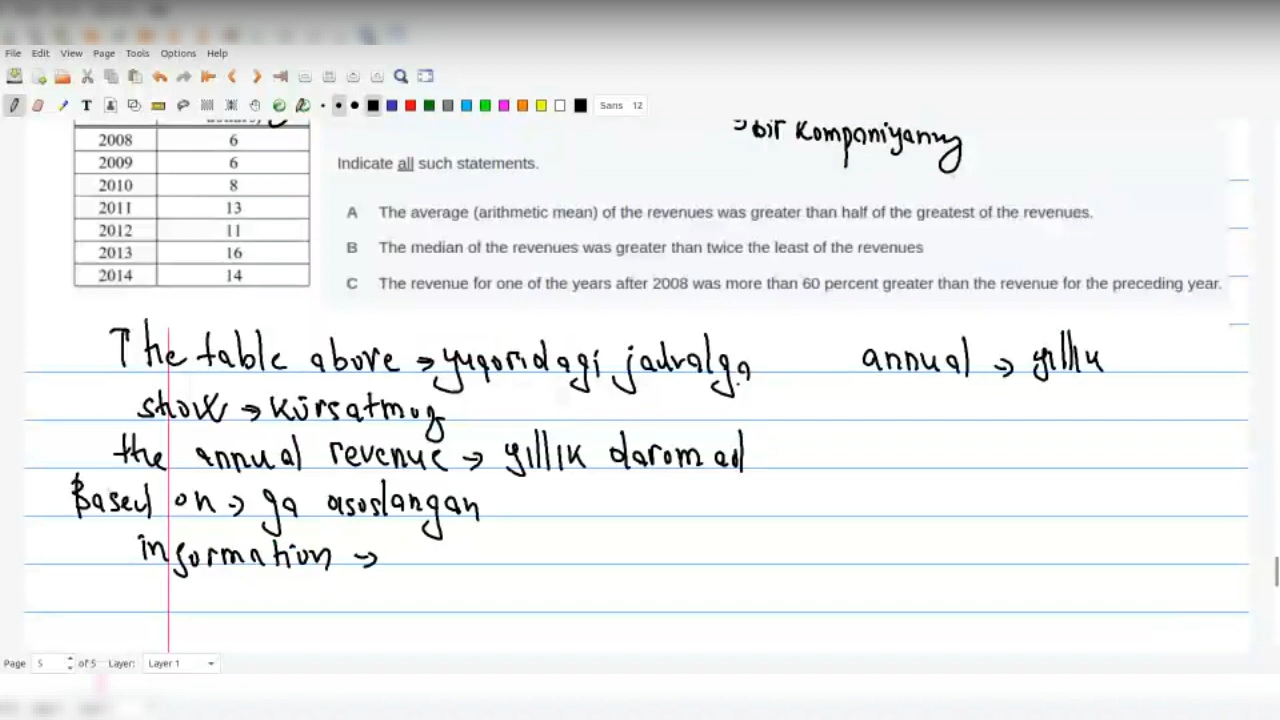 File Edit View Page Tools Options Help
T Sans 12
bir kompaniyaning
2008 6
2009 6
2010 8
2011 13
2012 11
2013 16
2014 14
Indicate all such statements.
A The average (arithmetic mean) of the revenues was greater than half of the greatest of the revenues.
B The median of the revenues was greater than twice the least of the revenues
C The revenue for one of the years after 2008 was more than 60 percent greater than the revenue for the preceding year.
The table above → yuqoridagi jadvalga
annual → yillik
show → kursatmoq
the annual revenue → yillik daromad
Based on → ga asoslangan
information →
Page 5 of 5 Layer: Layer 1